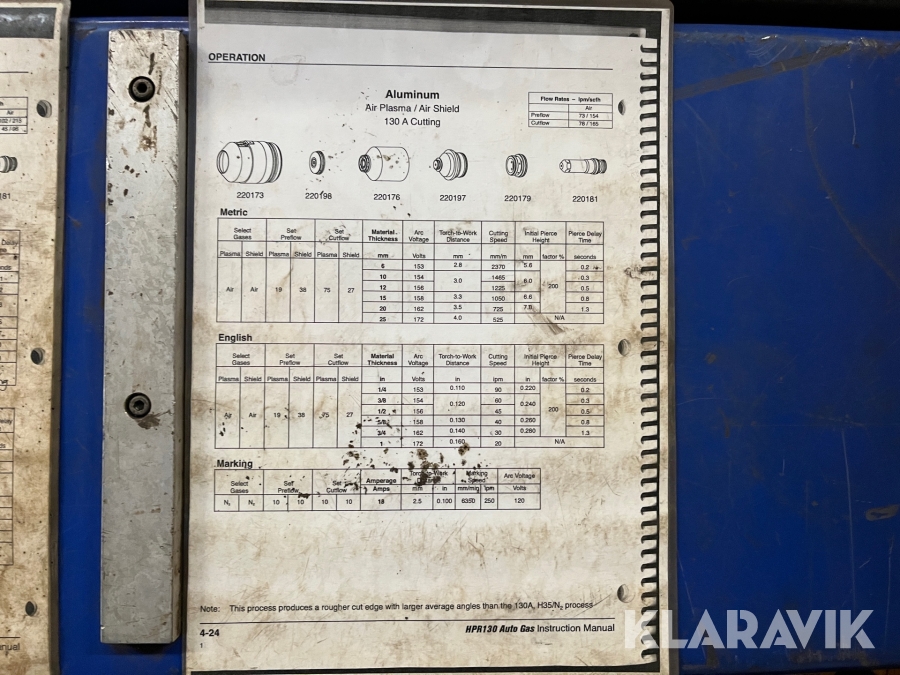 OPERATION
Aluminum
Air Plasma / Air Shield
130 A Cutting
Flow Rates – lpm/scfh
Air
Preflow 73 / 154
Cutflow 78 / 165
220173 220198 220176 220197 220179 220181
Metric
Select Gases Set Preflow Set Cutflow Material Thickness Arc Voltage Torch-to-Work Distance Cutting Speed Initial Pierce Height Pierce Delay Time
Plasma Shield Plasma Shield Plasma Shield mm Volts mm mm/m mm factor % seconds
Air Air 19 38 75 27
6 153 2.8 2370 5.6 200 0.2
10 154 3.0 1465 6.0 0.3
12 156 1225 0.5
15 158 3.3 1050 6.6 0.8
20 162 3.5 725 7.0 1.3
25 172 4.0 525 N/A
English
Select Gases Set Preflow Set Cutflow Material Thickness Arc Voltage Torch-to-Work Distance Cutting Speed Initial Pierce Height Pierce Delay Time
Plasma Shield Plasma Shield Plasma Shield in Volts in ipm in factor % seconds
Air Air 19 38 75 27
1/4 153 0.110 90 0.220 200 0.2
3/8 154 0.120 60 0.240 0.3
1/2 156 45 0.5
5/8 158 0.130 40 0.260 0.8
3/4 162 0.140 30 0.280 1.3
1 172 0.160 20 N/A
Marking
Select Gases Set Preflow Set Cutflow Amperage Torch-to-Work Distance Marking Speed Arc Voltage
Amps mm in mm/min ipm Volts
N₂ N₂ 10 10 10 10 18 2.5 0.100 6350 250 120
Note: This process produces a rougher cut edge with larger average angles than the 130A, H35/N₂ process
4-24
HPR130 Auto Gas Instruction Manual
1
KLARAVIK